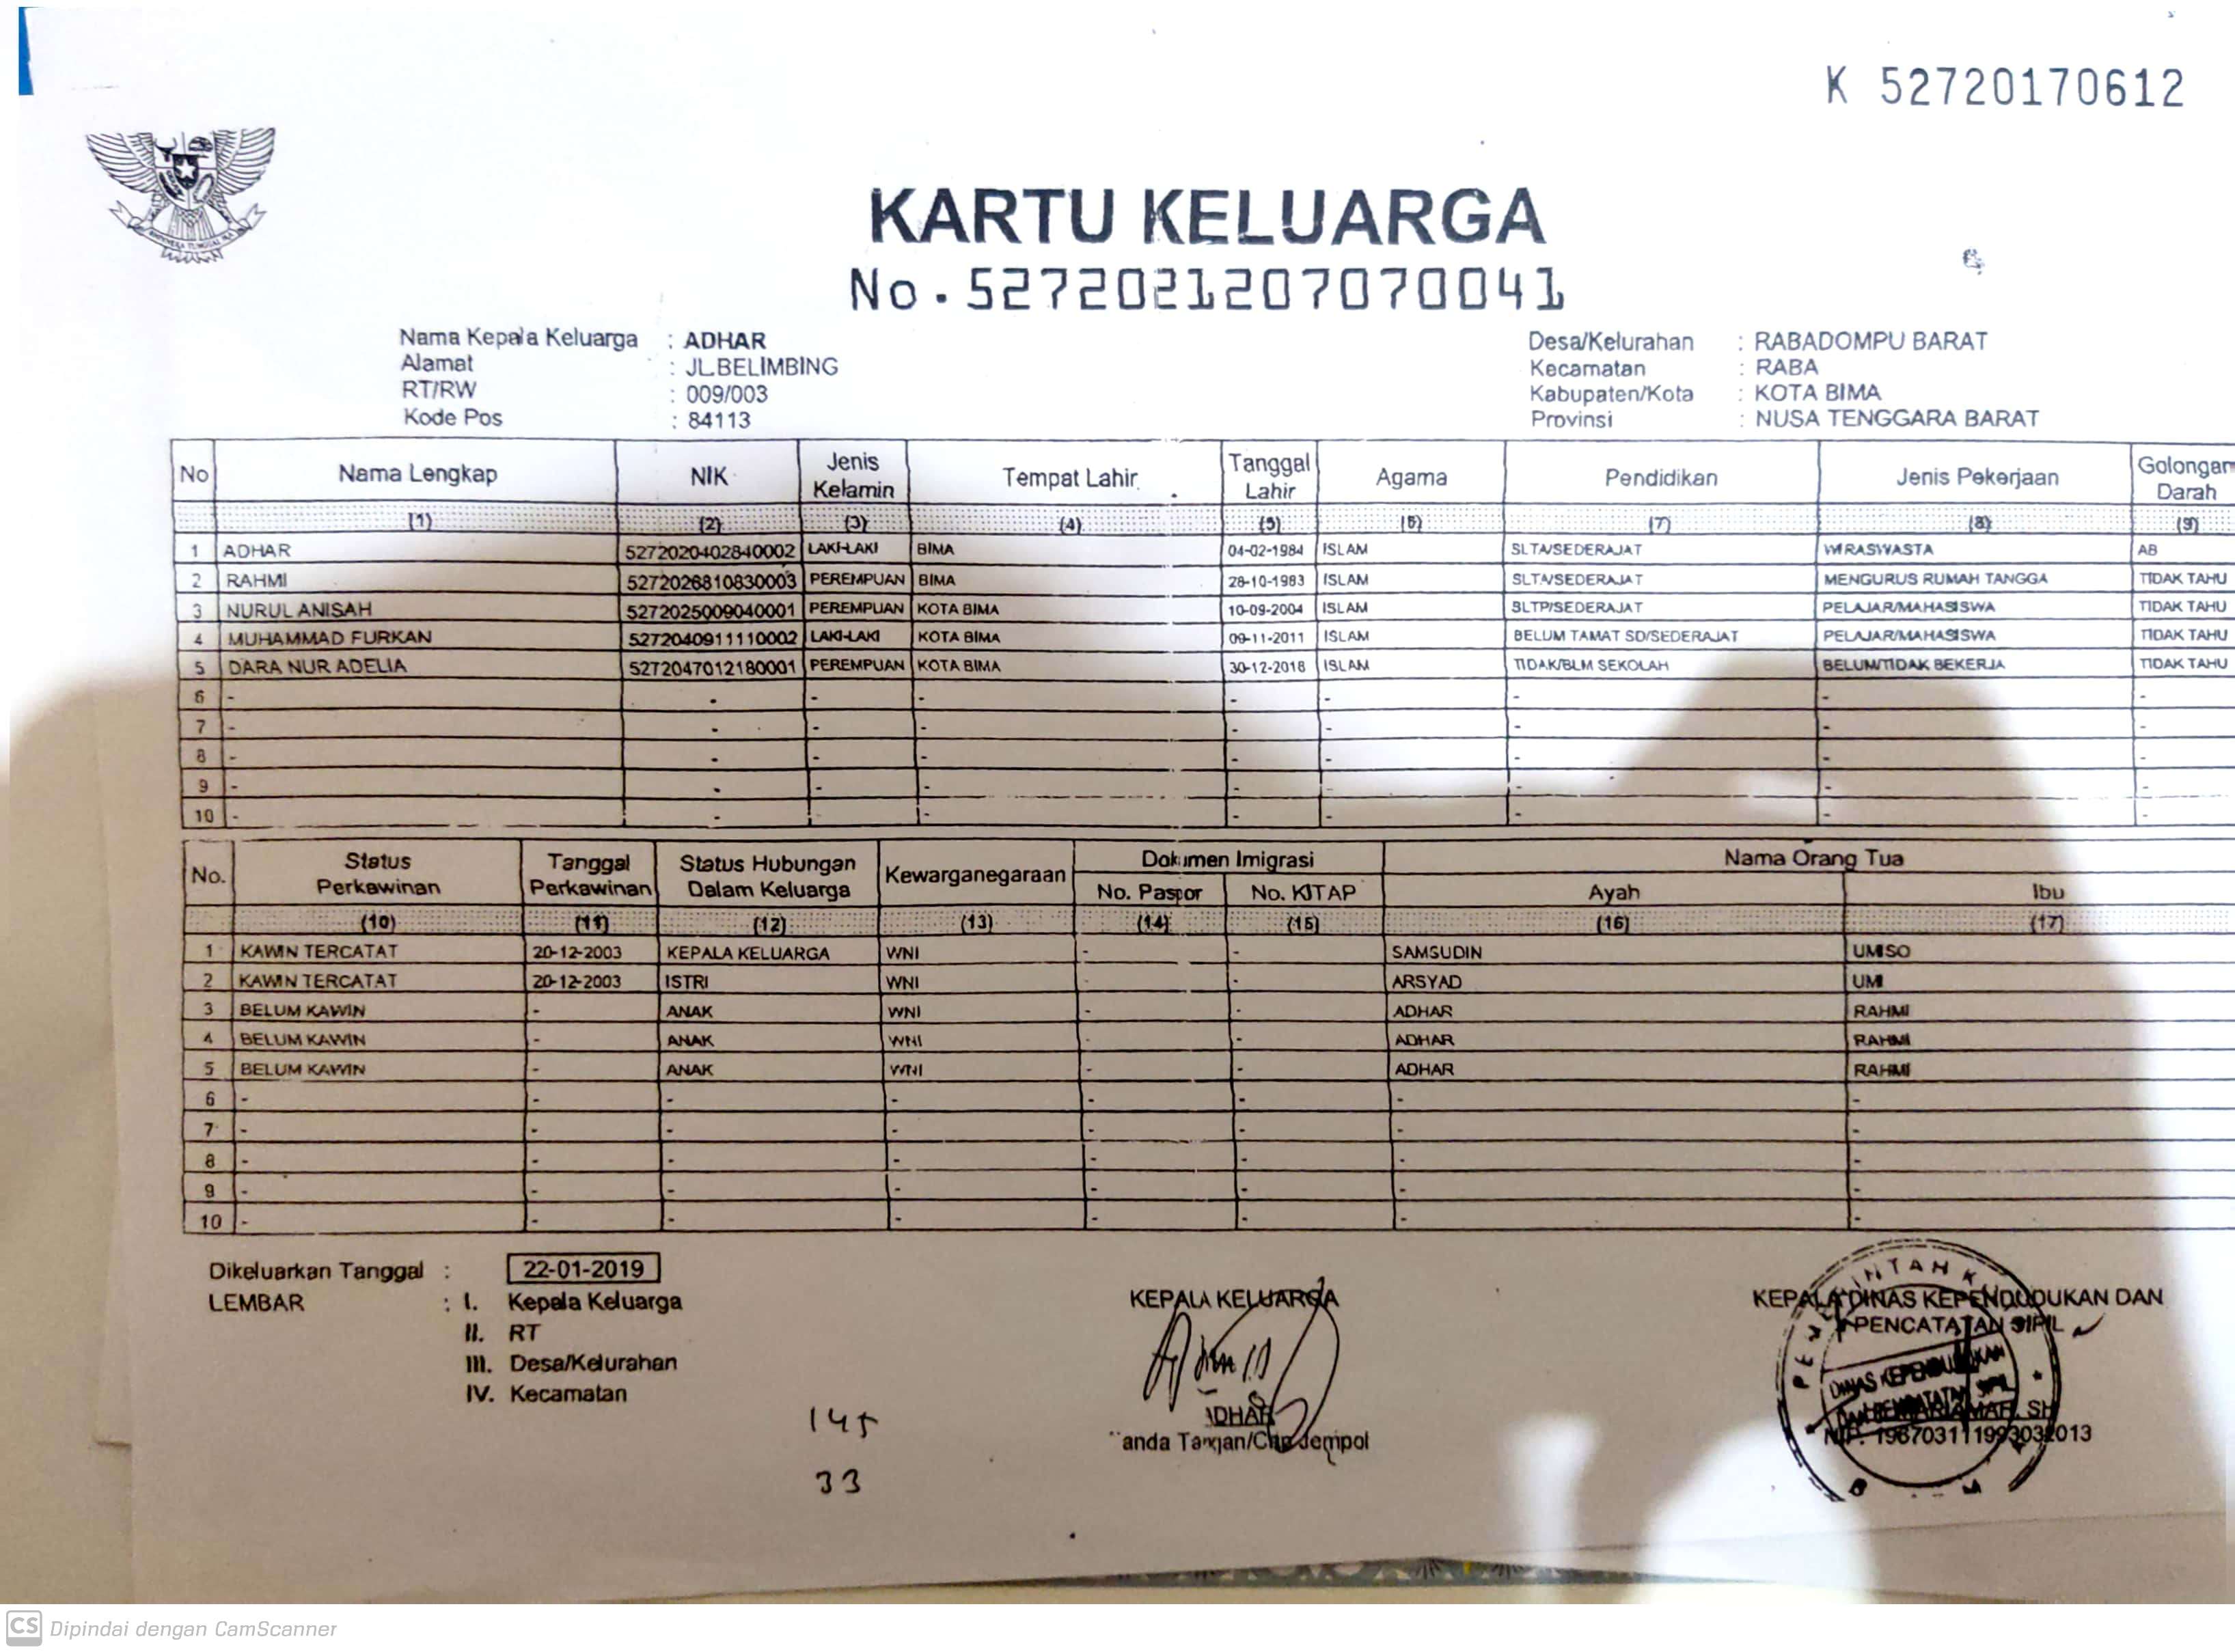 K 52720170612
KARTU KELUARGA
No. 5272021207070041
Nama Kepala Keluarga : ADHAR
Alamat : JL.BELIMBING
RT/RW : 009/003
Kode Pos : 84113
Desa/Kelurahan : RABADOMPU BARAT
Kecamatan : RABA
Kabupaten/Kota : KOTA BIMA
Provinsi : NUSA TENGGARA BARAT
No Nama Lengkap NIK Jenis Kelamin Tempat Lahir Tanggal Lahir Agama Pendidikan Jenis Pekerjaan Golongan Darah
(1) (2) (3) (4) (5) (6) (7) (8) (9)
1 ADHAR 5272020402840002 LAKI-LAKI BIMA 04-02-1984 ISLAM SLTA/SEDERAJAT WIRASWASTA AB
2 RAHMI 5272026810830003 PEREMPUAN BIMA 28-10-1983 ISLAM SLTA/SEDERAJAT MENGURUS RUMAH TANGGA TIDAK TAHU
3 NURUL ANISAH 5272025009040001 PEREMPUAN KOTA BIMA 10-09-2004 ISLAM SLTP/SEDERAJAT PELAJAR/MAHASISWA TIDAK TAHU
4 MUHAMMAD FURKAN 5272040911110002 LAKI-LAKI KOTA BIMA 09-11-2011 ISLAM BELUM TAMAT SD/SEDERAJAT PELAJAR/MAHASISWA TIDAK TAHU
5 DARA NUR ADELIA 5272047012180001 PEREMPUAN KOTA BIMA 30-12-2018 ISLAM TIDAK/BLM SEKOLAH BELUM/TIDAK BEKERJA TIDAK TAHU
6 - - - - - - - - -
7 - - - - - - - - -
8 - - - - - - - - -
9 - - - - - - - - -
10 - - - - - - - - -
No. Status Perkawinan Tanggal Perkawinan Status Hubungan Dalam Keluarga Kewarganegaraan Dokumen Imigrasi Nama Orang Tua
No. Paspor No. KITAP Ayah Ibu
(10) (11) (12) (13) (14) (15) (16) (17)
1 KAWIN TERCATAT 20-12-2003 KEPALA KELUARGA WNI - - SAMSUDIN UMISO
2 KAWIN TERCATAT 20-12-2003 ISTRI WNI - - ARSYAD UMI
3 BELUM KAWIN - ANAK WNI - - ADHAR RAHMI
4 BELUM KAWIN - ANAK WNI - - ADHAR RAHMI
5 BELUM KAWIN - ANAK WNI - - ADHAR RAHMI
6 - - - - - - - -
7 - - - - - - - -
8 - - - - - - - -
9 - - - - - - - -
10 - - - - - - - -
Dikeluarkan Tanggal : 22-01-2019
LEMBAR : I. Kepala Keluarga
II. RT
III. Desa/Kelurahan
IV. Kecamatan
145
33
KEPALA KELUARGA
ADHAR
Tanda Tangan/Cap Jempol
KEPALA DINAS KEPENDUDUKAN DAN
PENCATATAN SIPIL
DINAS KEPENDUDUKAN
DAN PENCATATAN SIPIL
SH
NIP. 196703111993032013
CS Dipindai dengan CamScanner